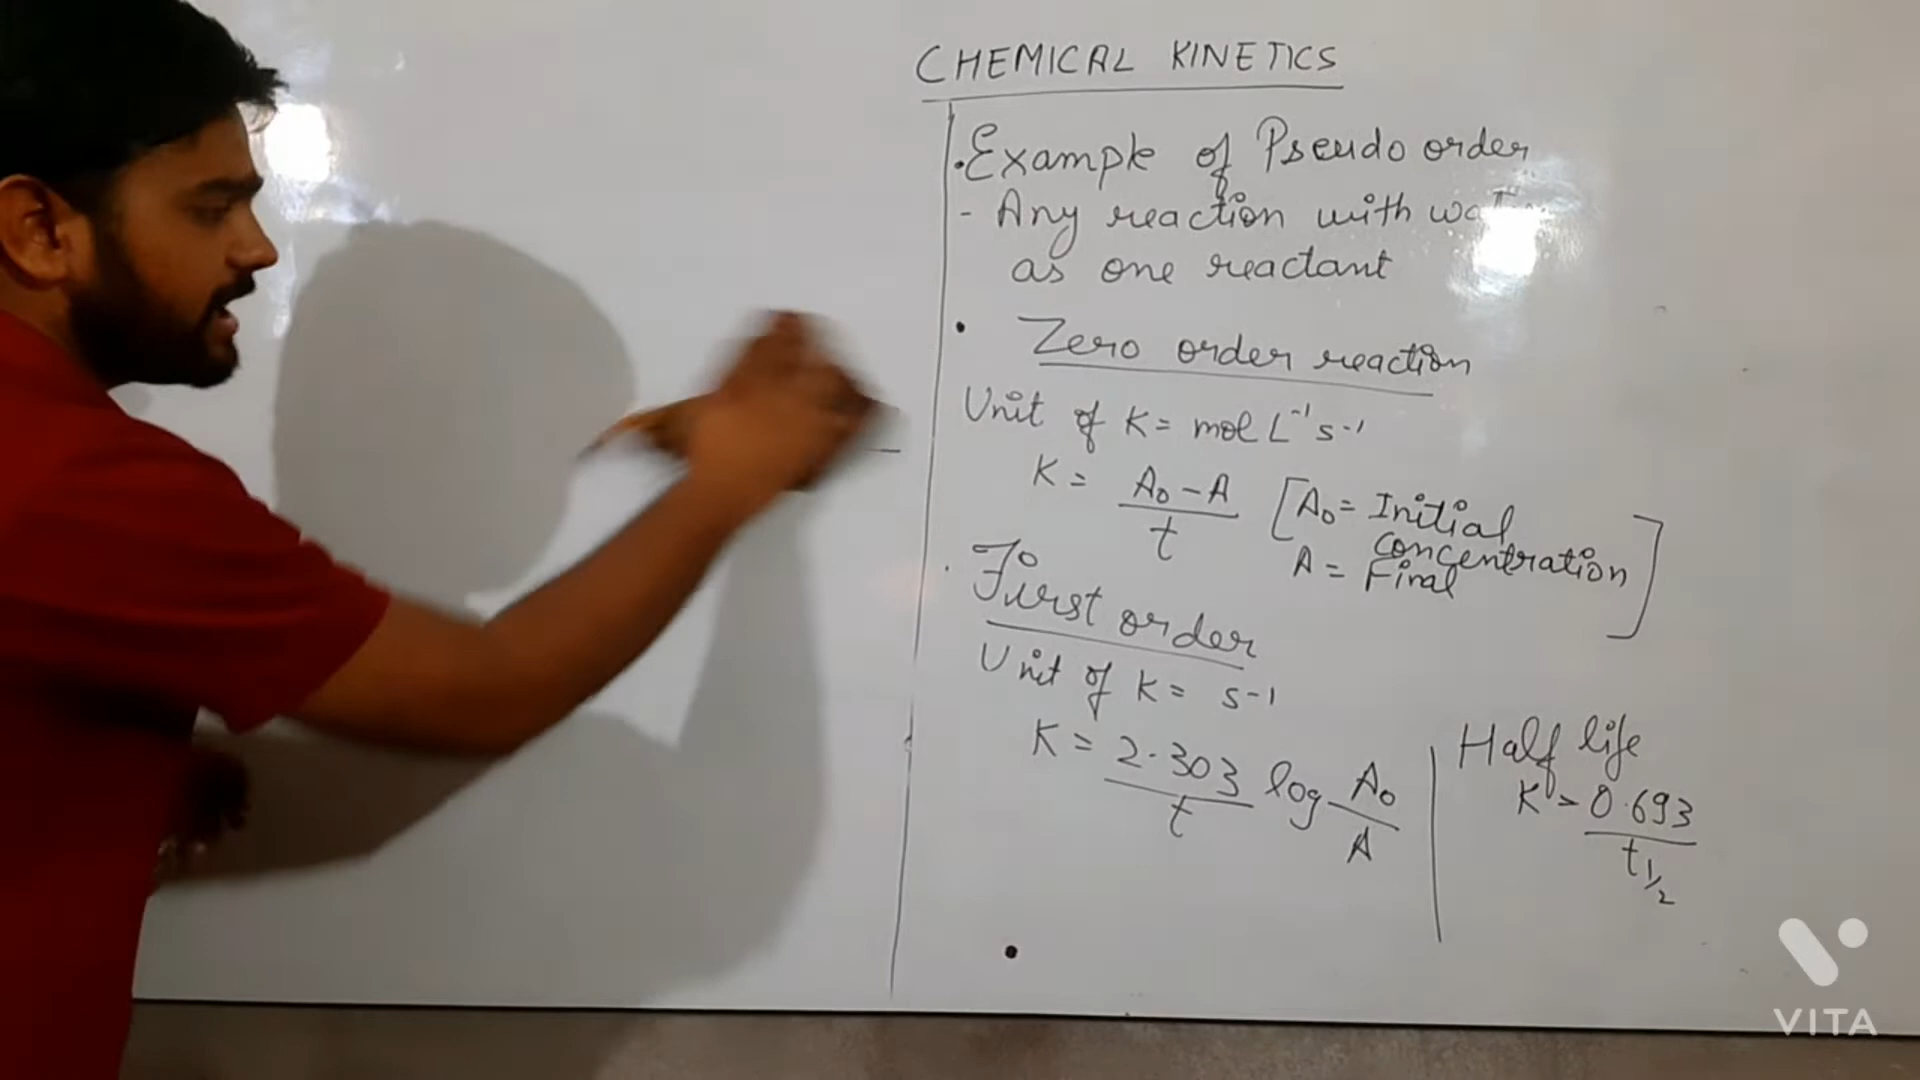 CHEMICAL KINETICS
• Example of Pseudo order
- Any reaction with
as one reactant
• Zero order reaction
Unit of K = mol L⁻¹ s⁻¹
K = A₀ - A / t [A₀ = Initial concentration
A = Final]
• First order
Unit of K = s⁻¹
K = 2.303 / t log A₀ / A
Half life
K = 0.693 / t 1/2
•
VITA